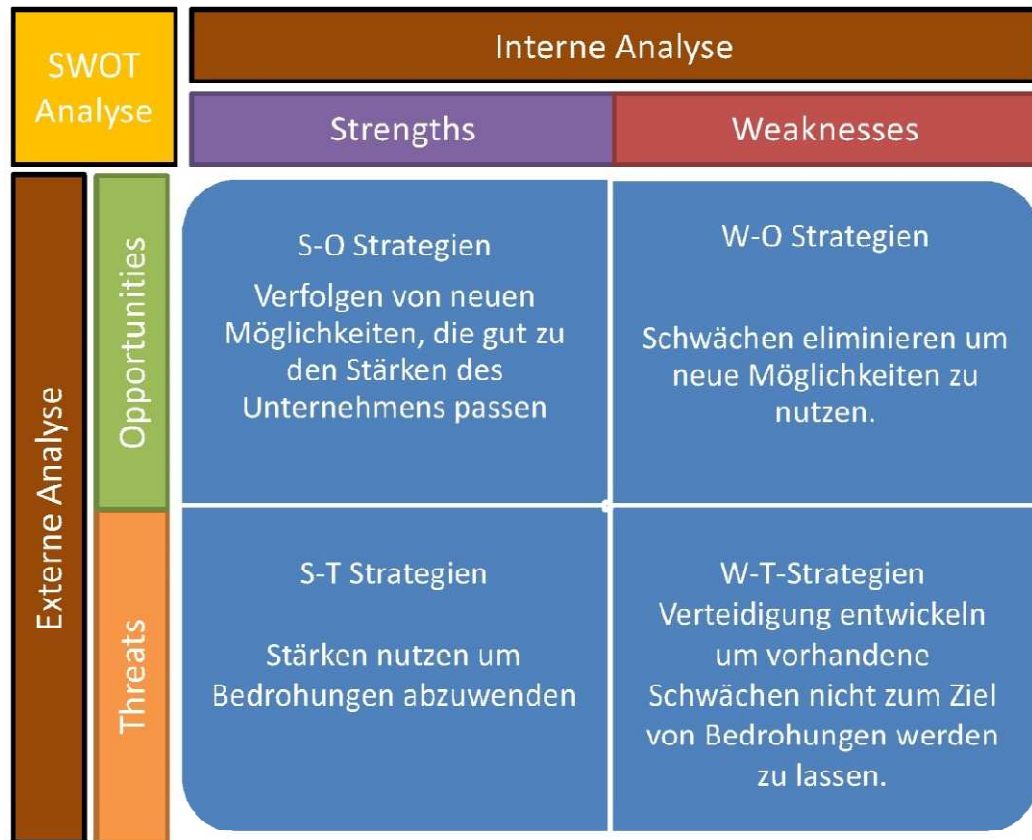 SWOT
Analyse
Interne Analyse
Strengths
Weaknesses
Externe Analyse
Opportunities
S-O Strategien
Verfolgen von neuen
Möglichkeiten, die gut zu
den Stärken des
Unternehmens passen
W-O Strategien
Schwächen eliminieren um
neue Möglichkeiten zu
nutzen.
Threats
S-T Strategien
Stärken nutzen um
Bedrohungen abzuwenden
W-T-Strategien
Verteidigung entwickeln
um vorhandene
Schwächen nicht zum Ziel
von Bedrohungen werden
zu lassen.